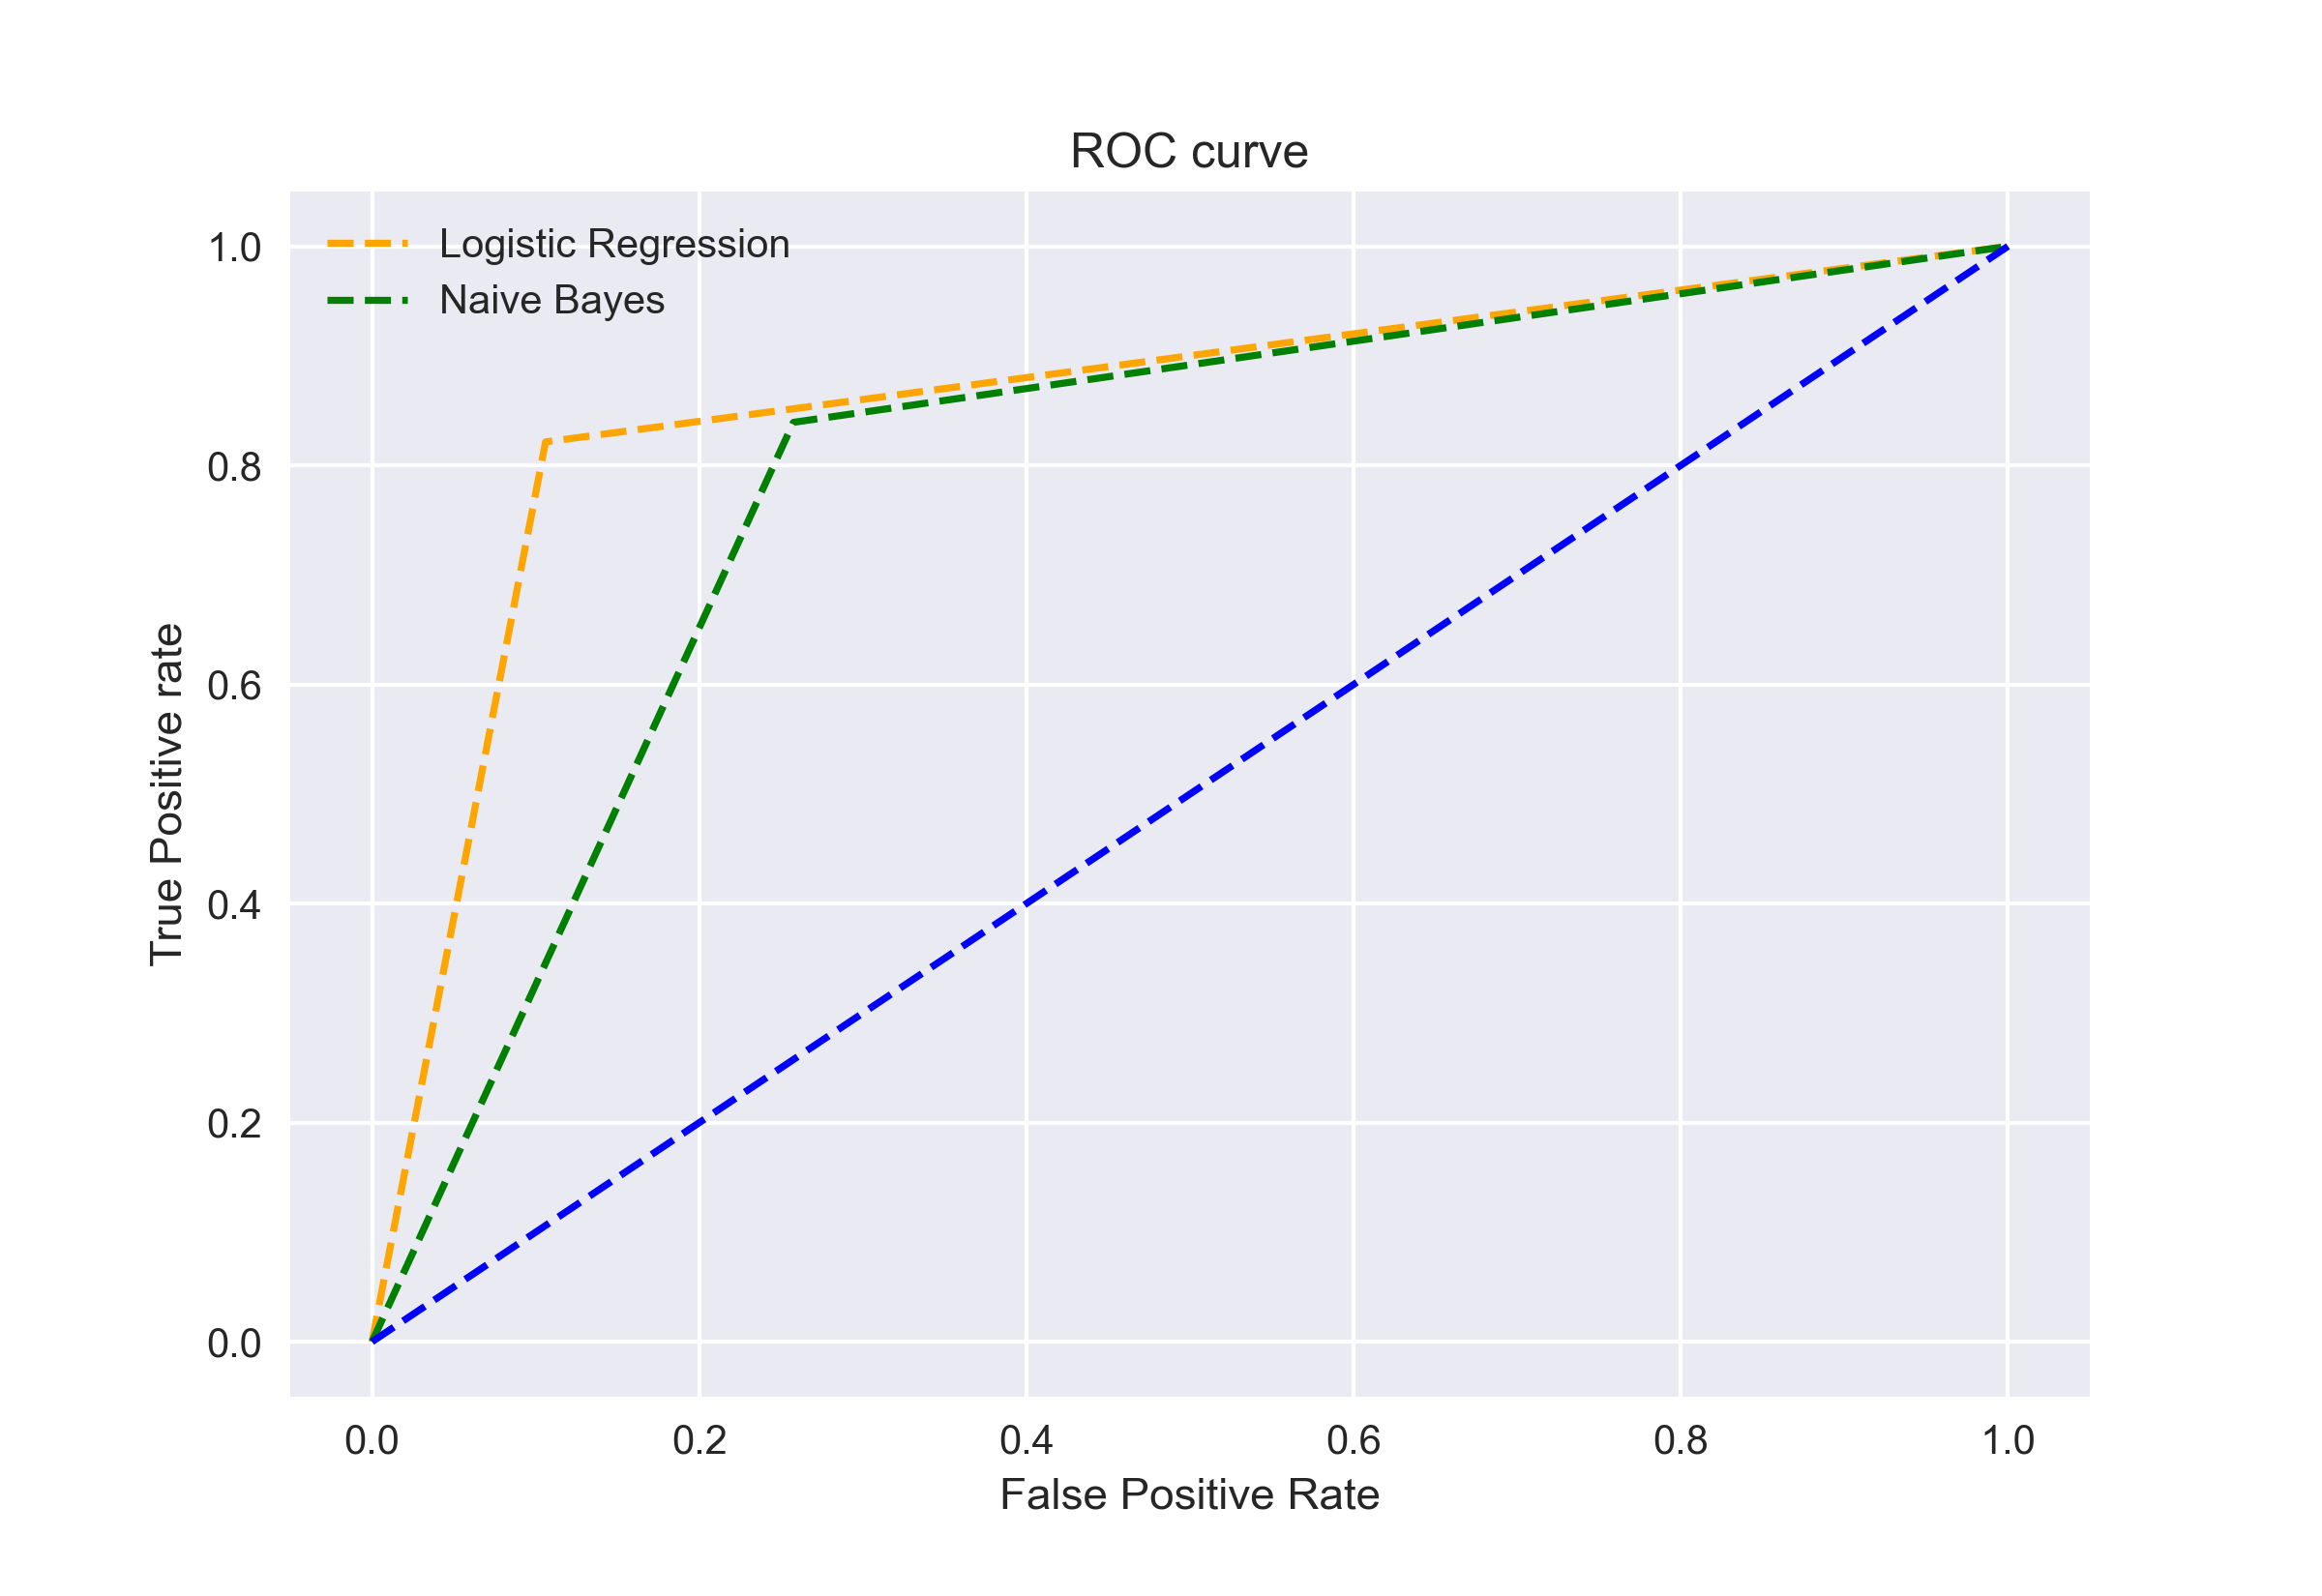 ROC curve
Logistic Regression
Naive Bayes
True Positive rate
1.0
0.8
0.6
0.4
0.2
0.0
0.0 0.2 0.4 0.6 0.8 1.0
False Positive Rate